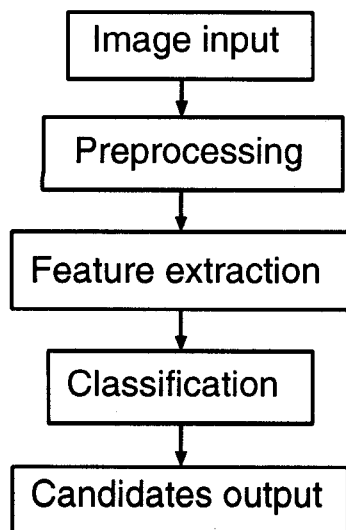 Image input
Preprocessing
Feature extraction
Classification
Candidates output